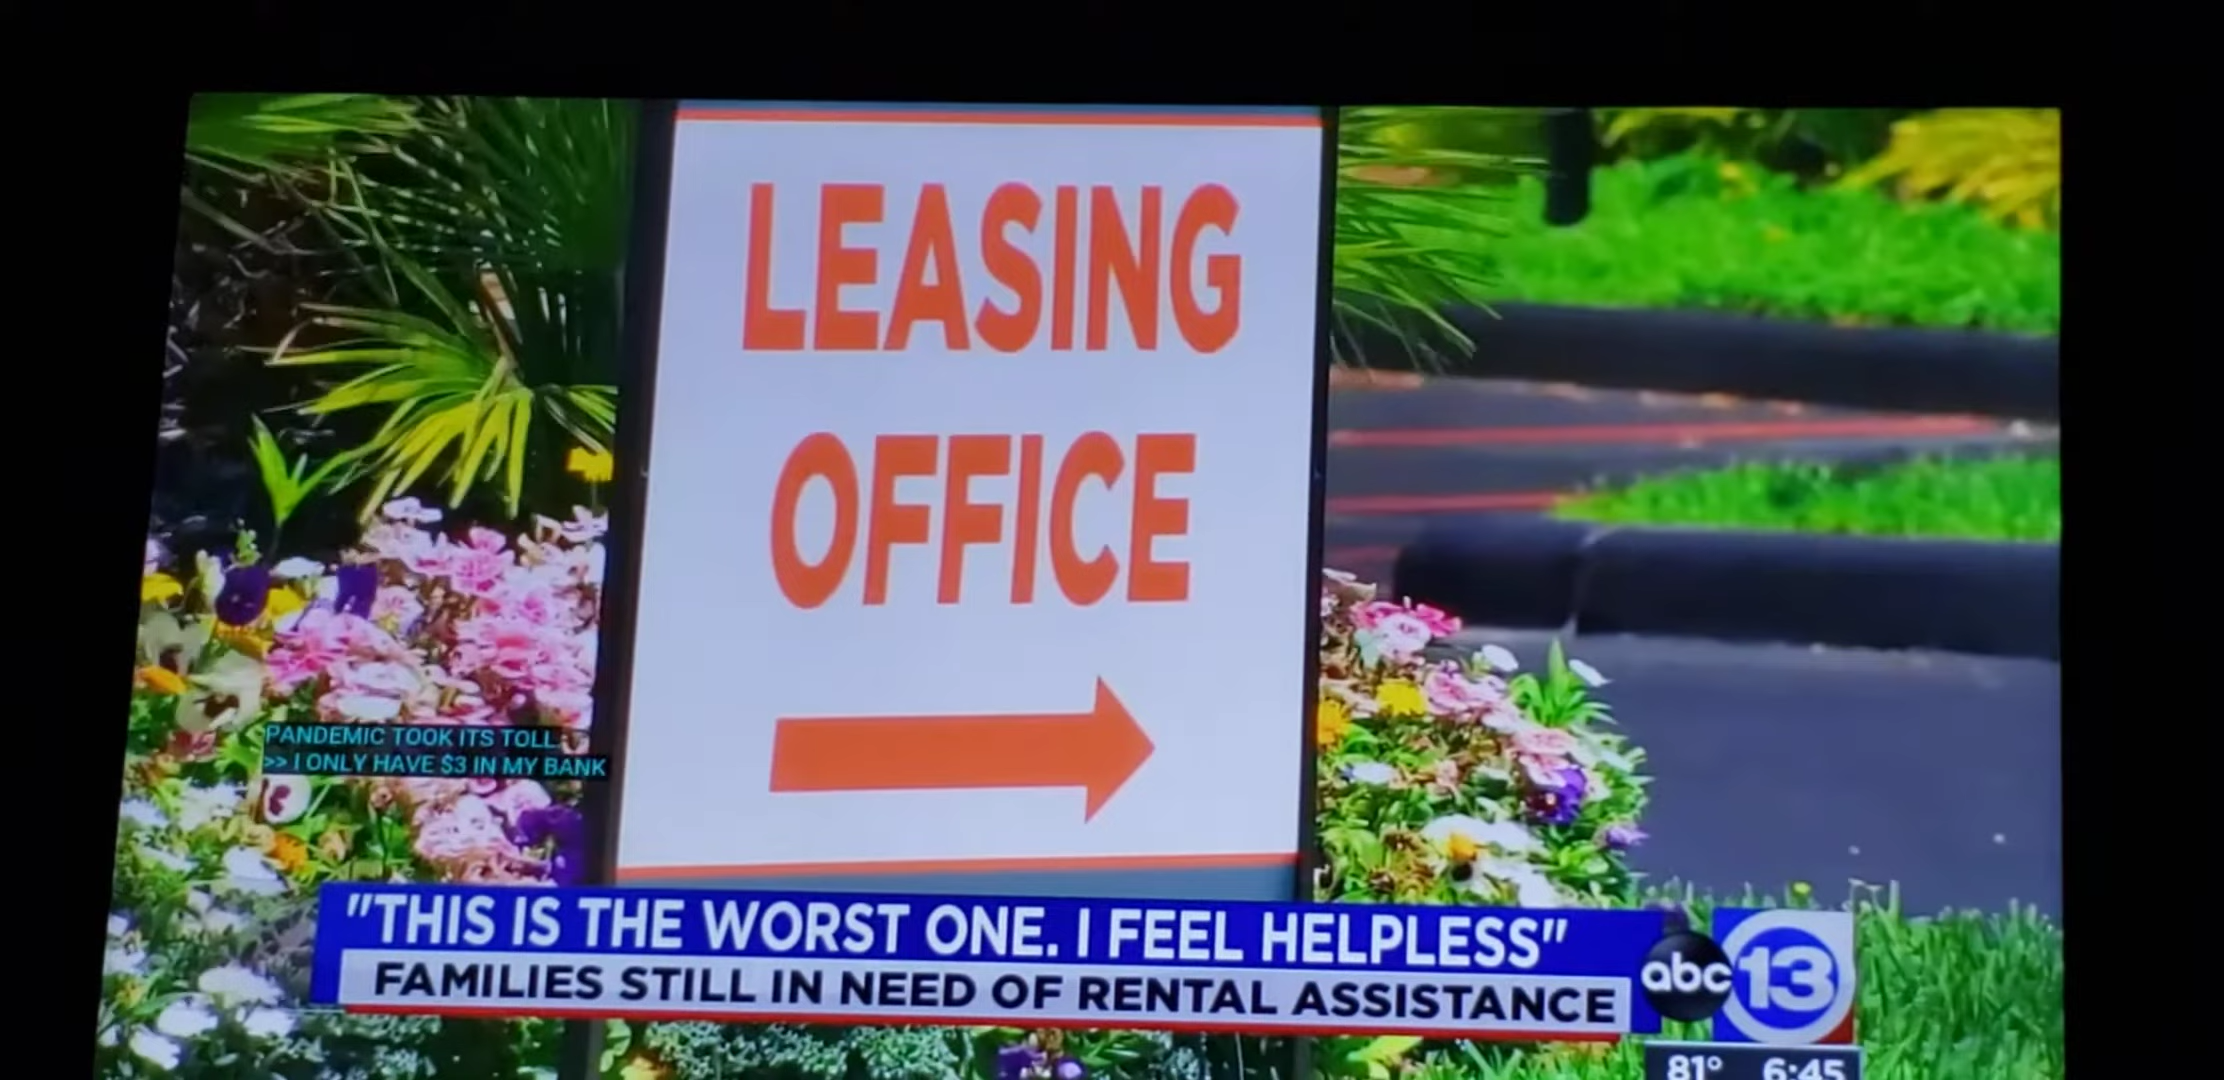 LEASING
OFFICE
PANDEMIC TOOK ITS TOLL.
>> I ONLY HAVE $3 IN MY BANK
"THIS IS THE WORST ONE. I FEEL HELPLESS"
FAMILIES STILL IN NEED OF RENTAL ASSISTANCE
abc 13
81° 6:45